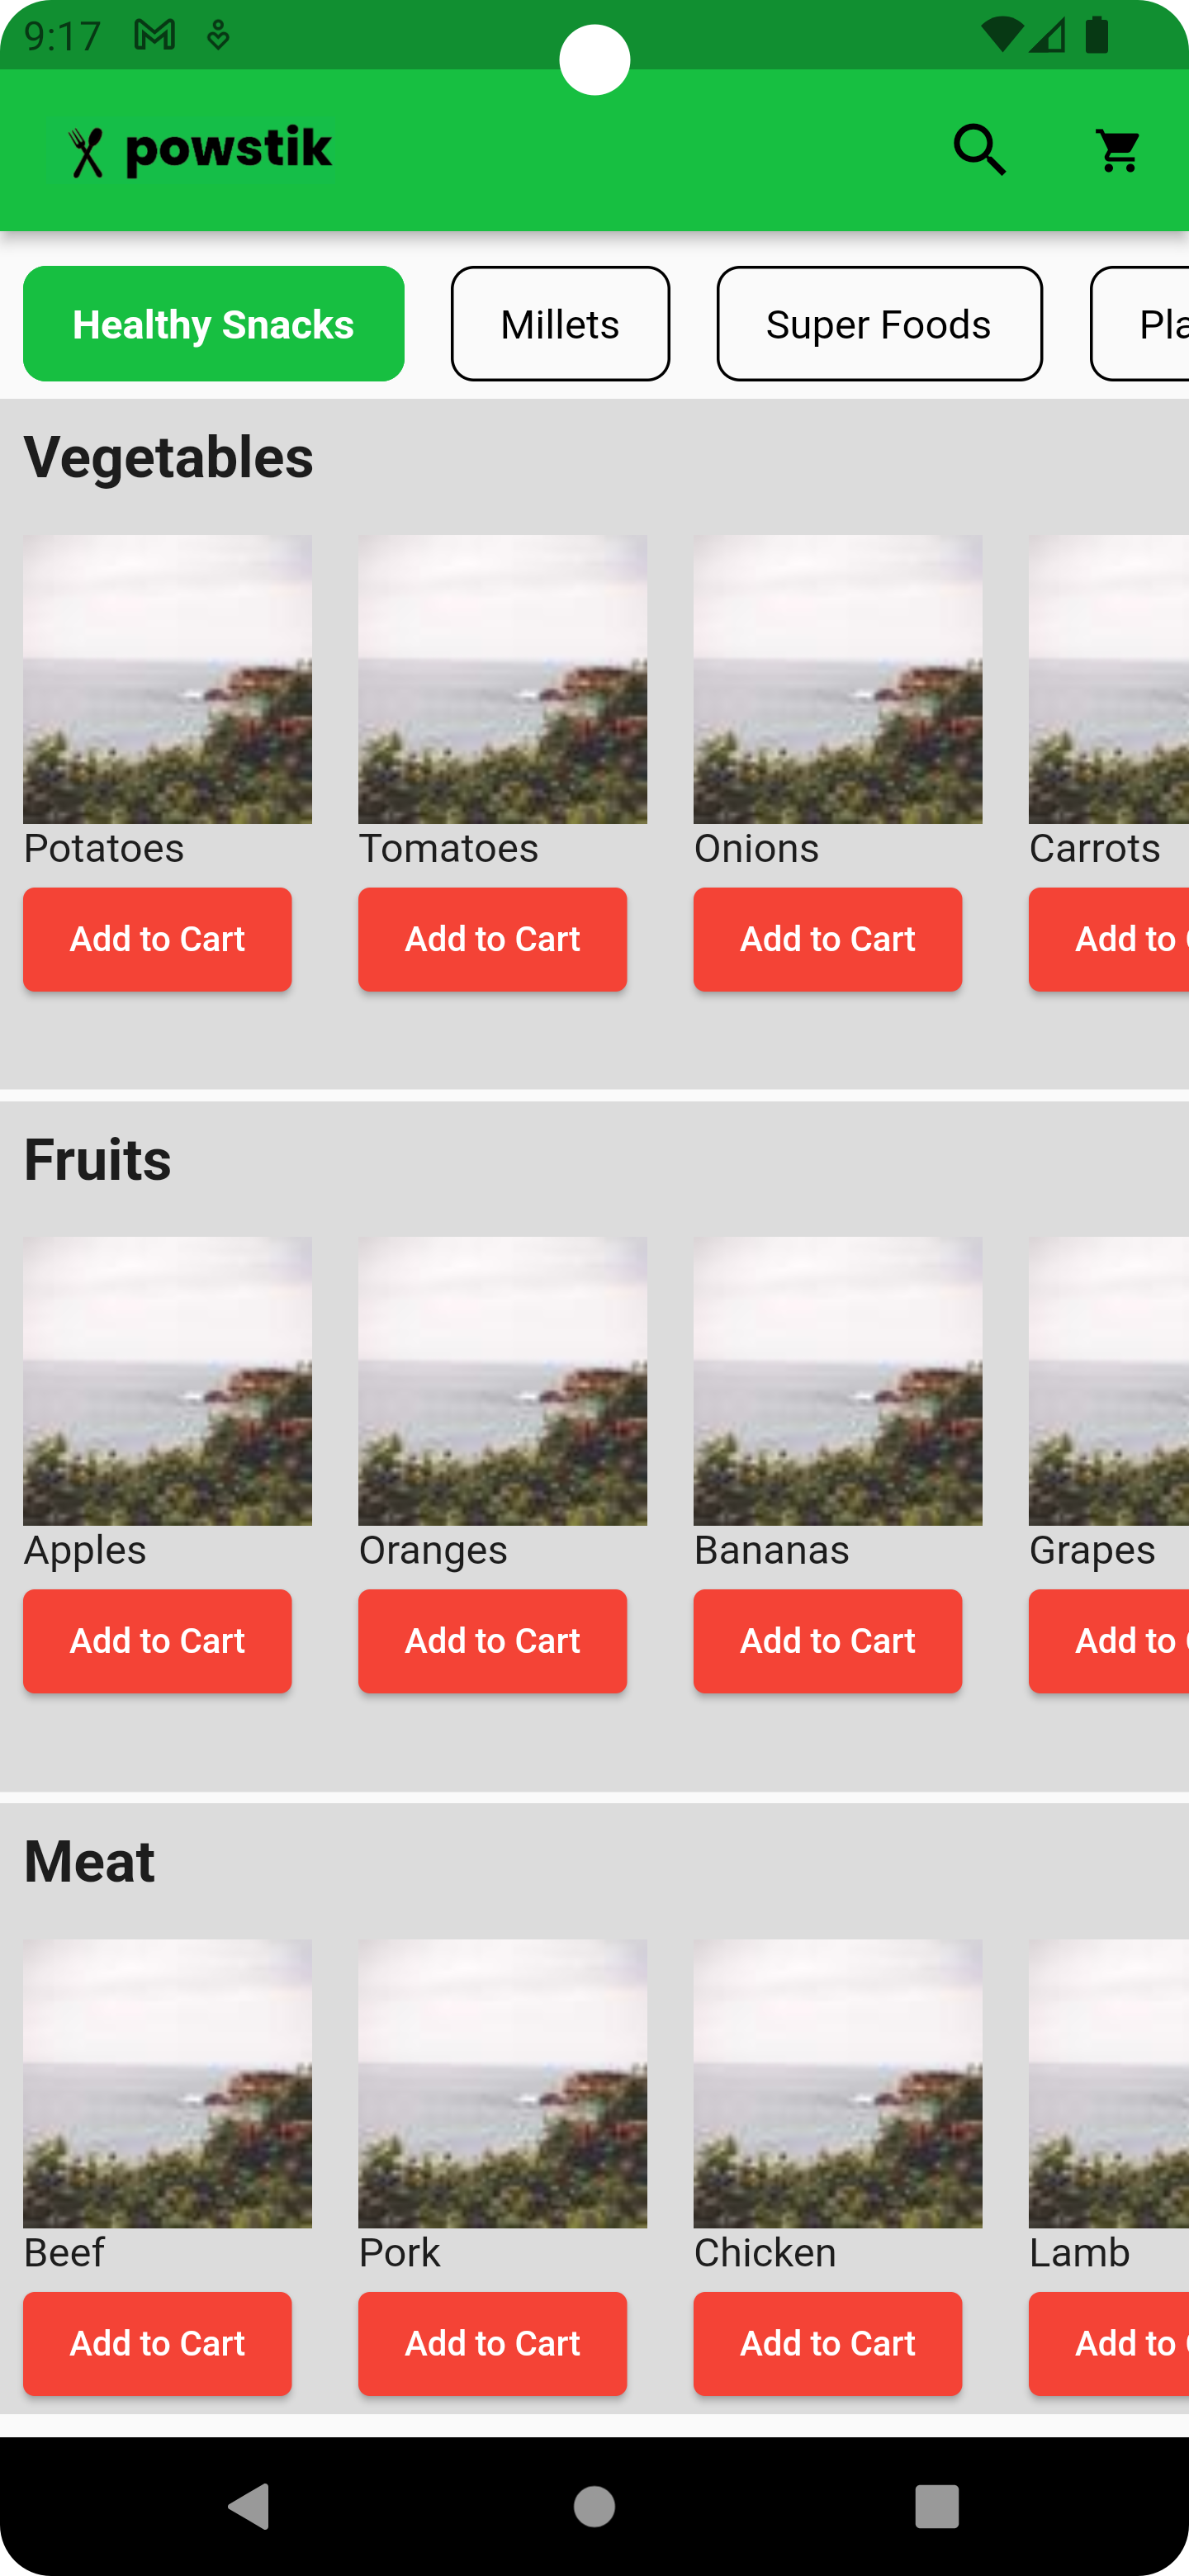 9:17
powstik
Healthy Snacks Millets Super Foods Pla
Vegetables
Potatoes Tomatoes Onions Carrots
Add to Cart Add to Cart Add to Cart Add to
Fruits
Apples Oranges Bananas Grapes
Add to Cart Add to Cart Add to Cart Add to
Meat
Beef Pork Chicken Lamb
Add to Cart Add to Cart Add to Cart Add to